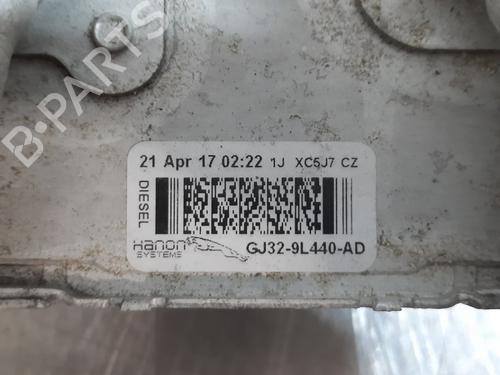 B-PARTS
21 Apr 17 02:22 1J XC5J7 CZ
DIESEL
Hanon
SYSTEMS
GJ32-9L440-AD